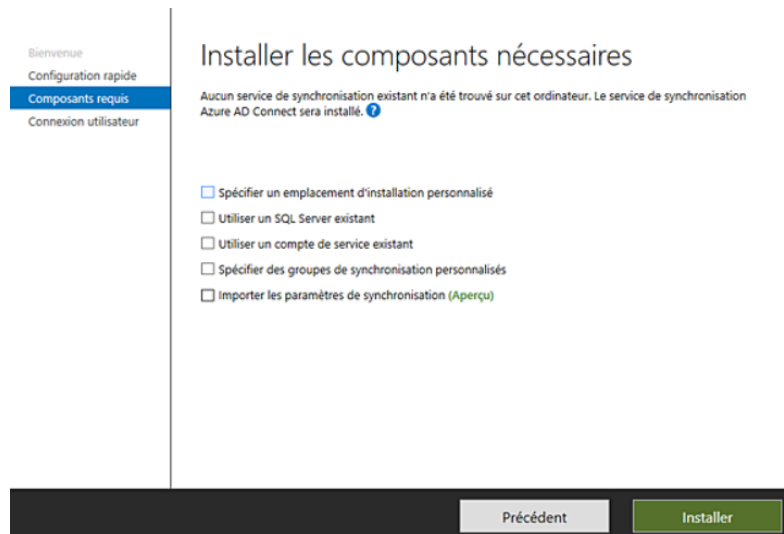 Bienvenue
Configuration rapide
Composants requis
Connexion utilisateur
Installer les composants nécessaires
Aucun service de synchronisation existant n'a été trouvé sur cet ordinateur. Le service de synchronisation
Azure AD Connect sera installé. ?
Spécifier un emplacement d'installation personnalisé
Utiliser un SQL Server existant
Utiliser un compte de service existant
Spécifier des groupes de synchronisation personnalisés
Importer les paramètres de synchronisation (Aperçu)
Précédent
Installer